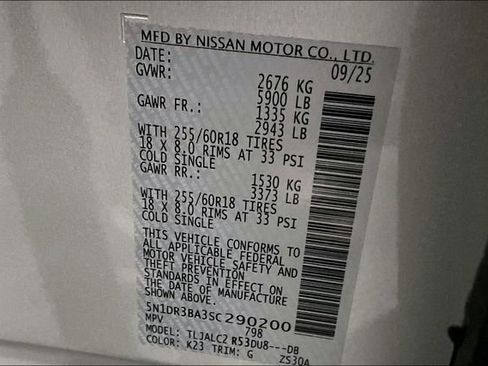 MFD BY NISSAN MOTOR CO., LTD.
DATE: 09/25
GVWR: 2676 KG
5900 LB
GAWR FR.: 1335 KG
2943 LB
WITH 255/60R18 TIRES
18 X 8.0 RIMS AT 33 PSI
COLD SINGLE
GAWR RR.: 1530 KG
3373 LB
WITH 255/60R18 TIRES
18 X 8.0 RIMS AT 33 PSI
COLD SINGLE
THIS VEHICLE CONFORMS TO
ALL APPLICABLE FEDERAL
MOTOR VEHICLE SAFETY AND
THEFT PREVENTION
STANDARDS IN EFFECT ON
THE DATE OF MANUFACTURE
SHOWN ABOVE.
5N1DR3BA3SC290200
MPV 798
MODEL: TLJALC2 R53DU8---DB
COLOR: K23 TRIM: G ZS30A